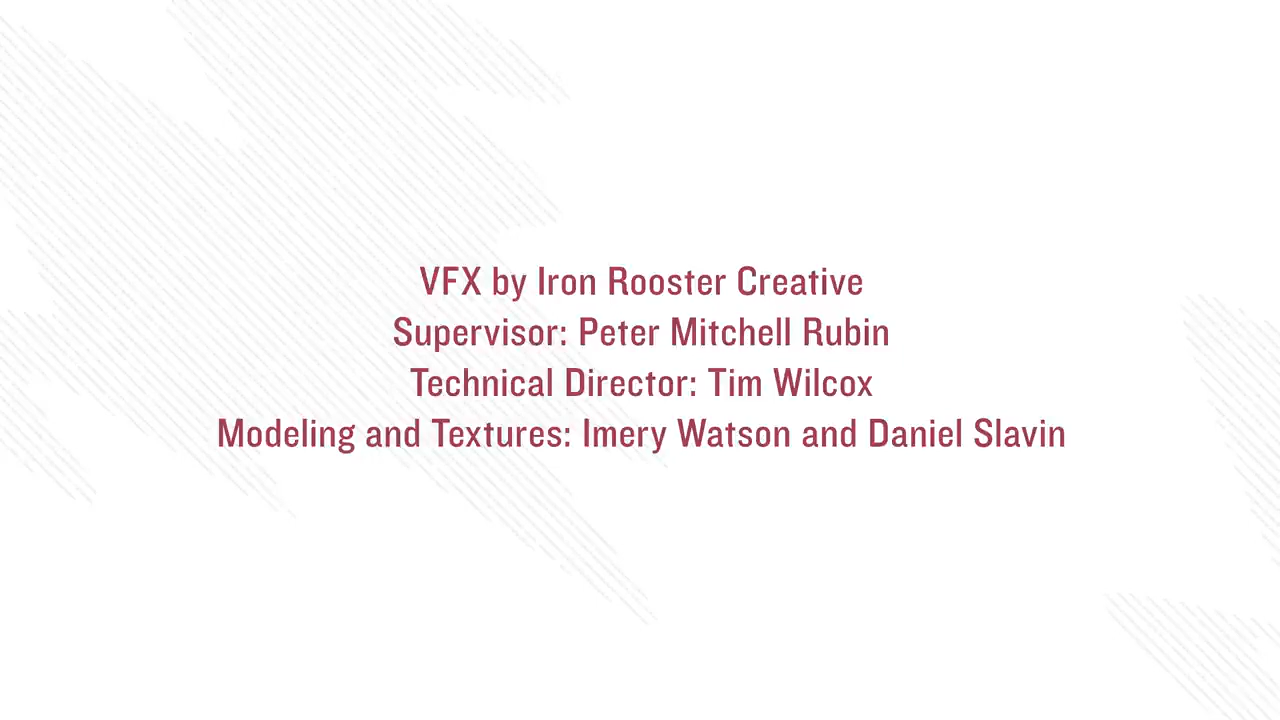 VFX by Iron Rooster Creative
Supervisor: Peter Mitchell Rubin
Technical Director: Tim Wilcox
Modeling and Textures: Imery Watson and Daniel Slavin